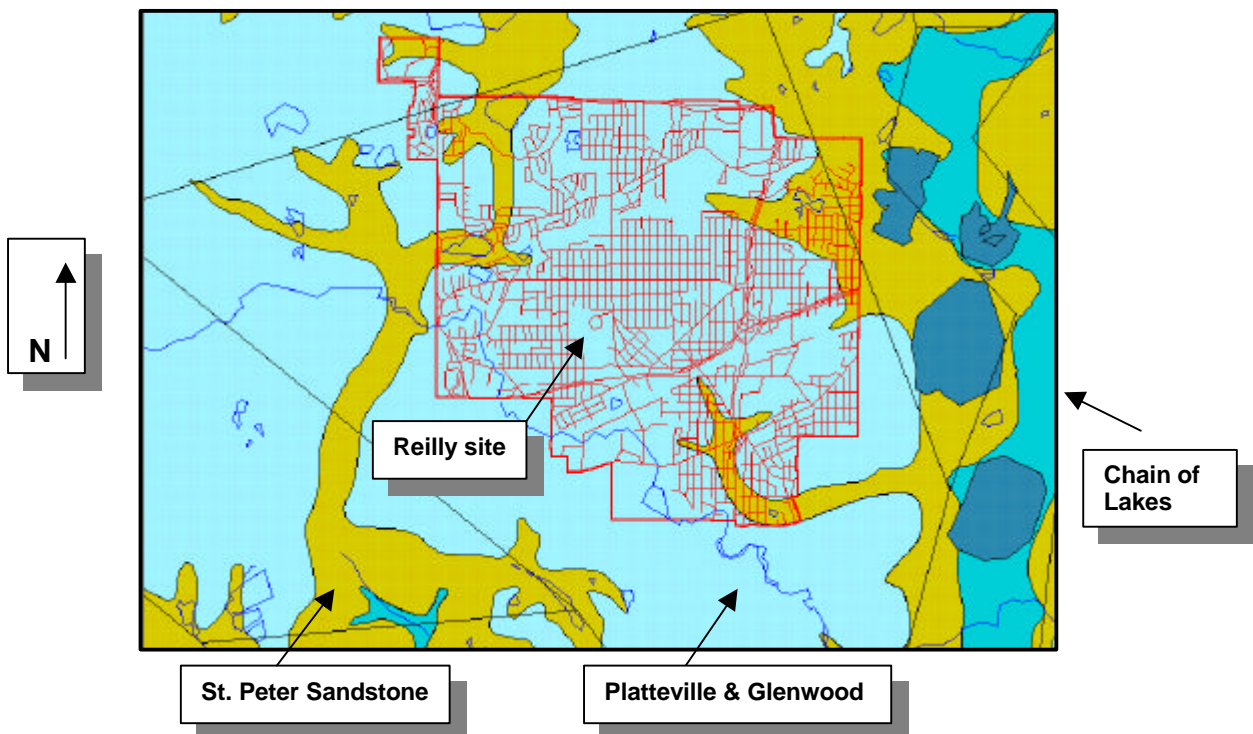 N
Reilly site
Chain of
Lakes
St. Peter Sandstone
Platteville & Glenwood